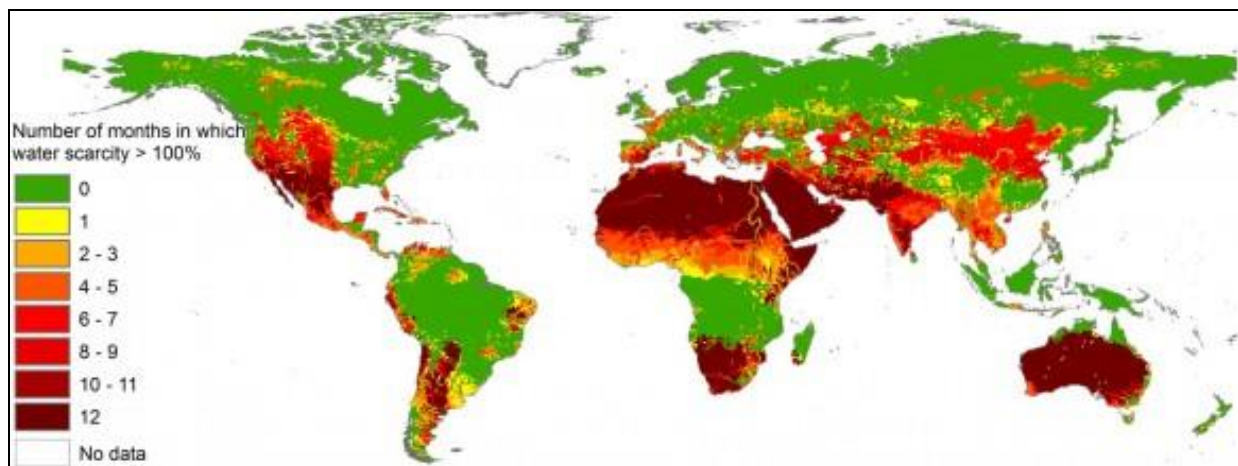 Number of months in which
water scarcity > 100%
0
1
2 - 3
4 - 5
6 - 7
8 - 9
10 - 11
12
No data